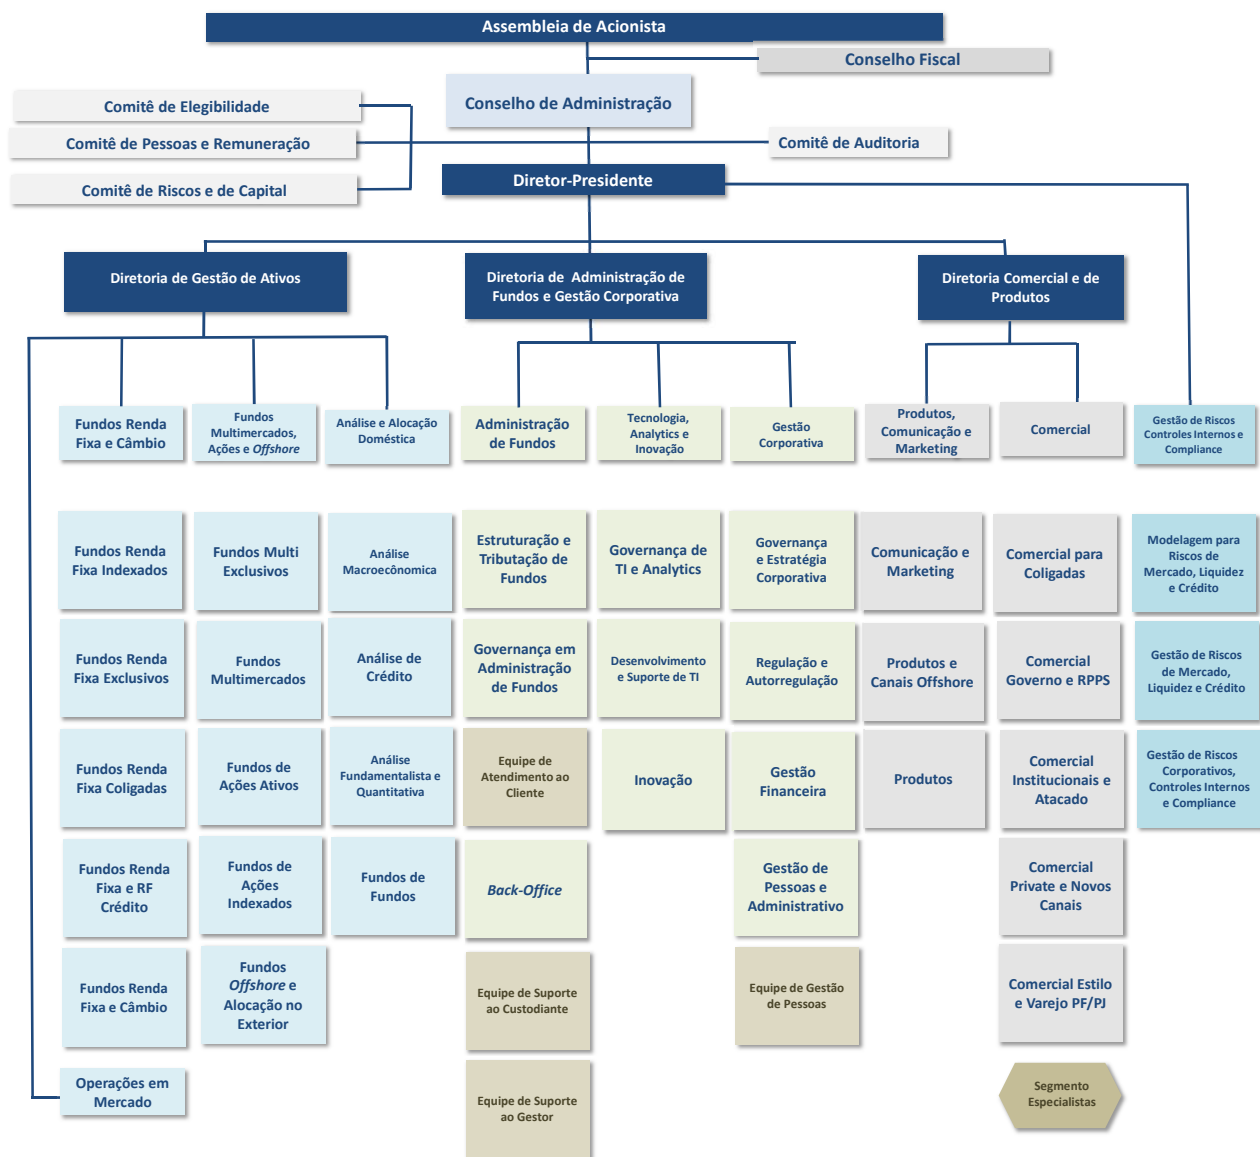 Assembleia de Acionista
Conselho Fiscal
Conselho de Administração
Comitê de Elegibilidade
Comitê de Pessoas e Remuneração
Comitê de Auditoria
Comitê de Riscos e de Capital
Diretor-Presidente
Diretoria de Gestão de Ativos
Diretoria de Administração de
Fundos e Gestão Corporativa
Diretoria Comercial e de
Produtos
Fundos Renda
Fixa e Câmbio
Fundos
Multimercados,
Ações e Offshore
Análise e Alocação
Doméstica
Administração
de Fundos
Tecnologia,
Analytics e
Inovação
Gestão
Corporativa
Produtos,
Comunicação e
Marketing
Comercial
Gestão de Riscos
Controles Internos e
Compliance
Fundos Renda
Fixa Indexados
Fundos Multi
Exclusivos
Análise
Macroecônomica
Estruturação e
Tributação de
Fundos
Governança de
TI e Analytics
Governança
e Estratégia
Corporativa
Comunicação e
Marketing
Comercial para
Coligadas
Modelagem para
Riscos de
Mercado, Liquidez
e Crédito
Fundos Renda
Fixa Exclusivos
Fundos
Multimercados
Análise de
Crédito
Governança em
Administração
de Fundos
Desenvolvimento
e Suporte de TI
Regulação e
Autorregulação
Produtos e
Canais Offshore
Comercial
Governo e RPPS
Gestão de Riscos
de Mercado,
Liquidez e Crédito
Fundos Renda
Fixa Coligadas
Fundos de
Ações Ativos
Análise
Fundamentalista e
Quantitativa
Equipe de
Atendimento ao
Cliente
Inovação
Gestão
Financeira
Produtos
Comercial
Institucionais e
Atacado
Gestão de Riscos
Corporativos,
Controles Internos
e Compliance
Fundos Renda
Fixa e RF
Crédito
Fundos de
Ações
Indexados
Fundos de
Fundos
Back-Office
Gestão de
Pessoas e
Administrativo
Comercial
Private e Novos
Canais
Fundos Renda
Fixa e Câmbio
Fundos
Offshore e
Alocação no
Exterior
Equipe de Suporte
ao Custodiante
Equipe de Gestão
de Pessoas
Comercial Estilo
e Varejo PF/PJ
Operações em
Mercado
Equipe de Suporte
ao Gestor
Segmento
Especialistas